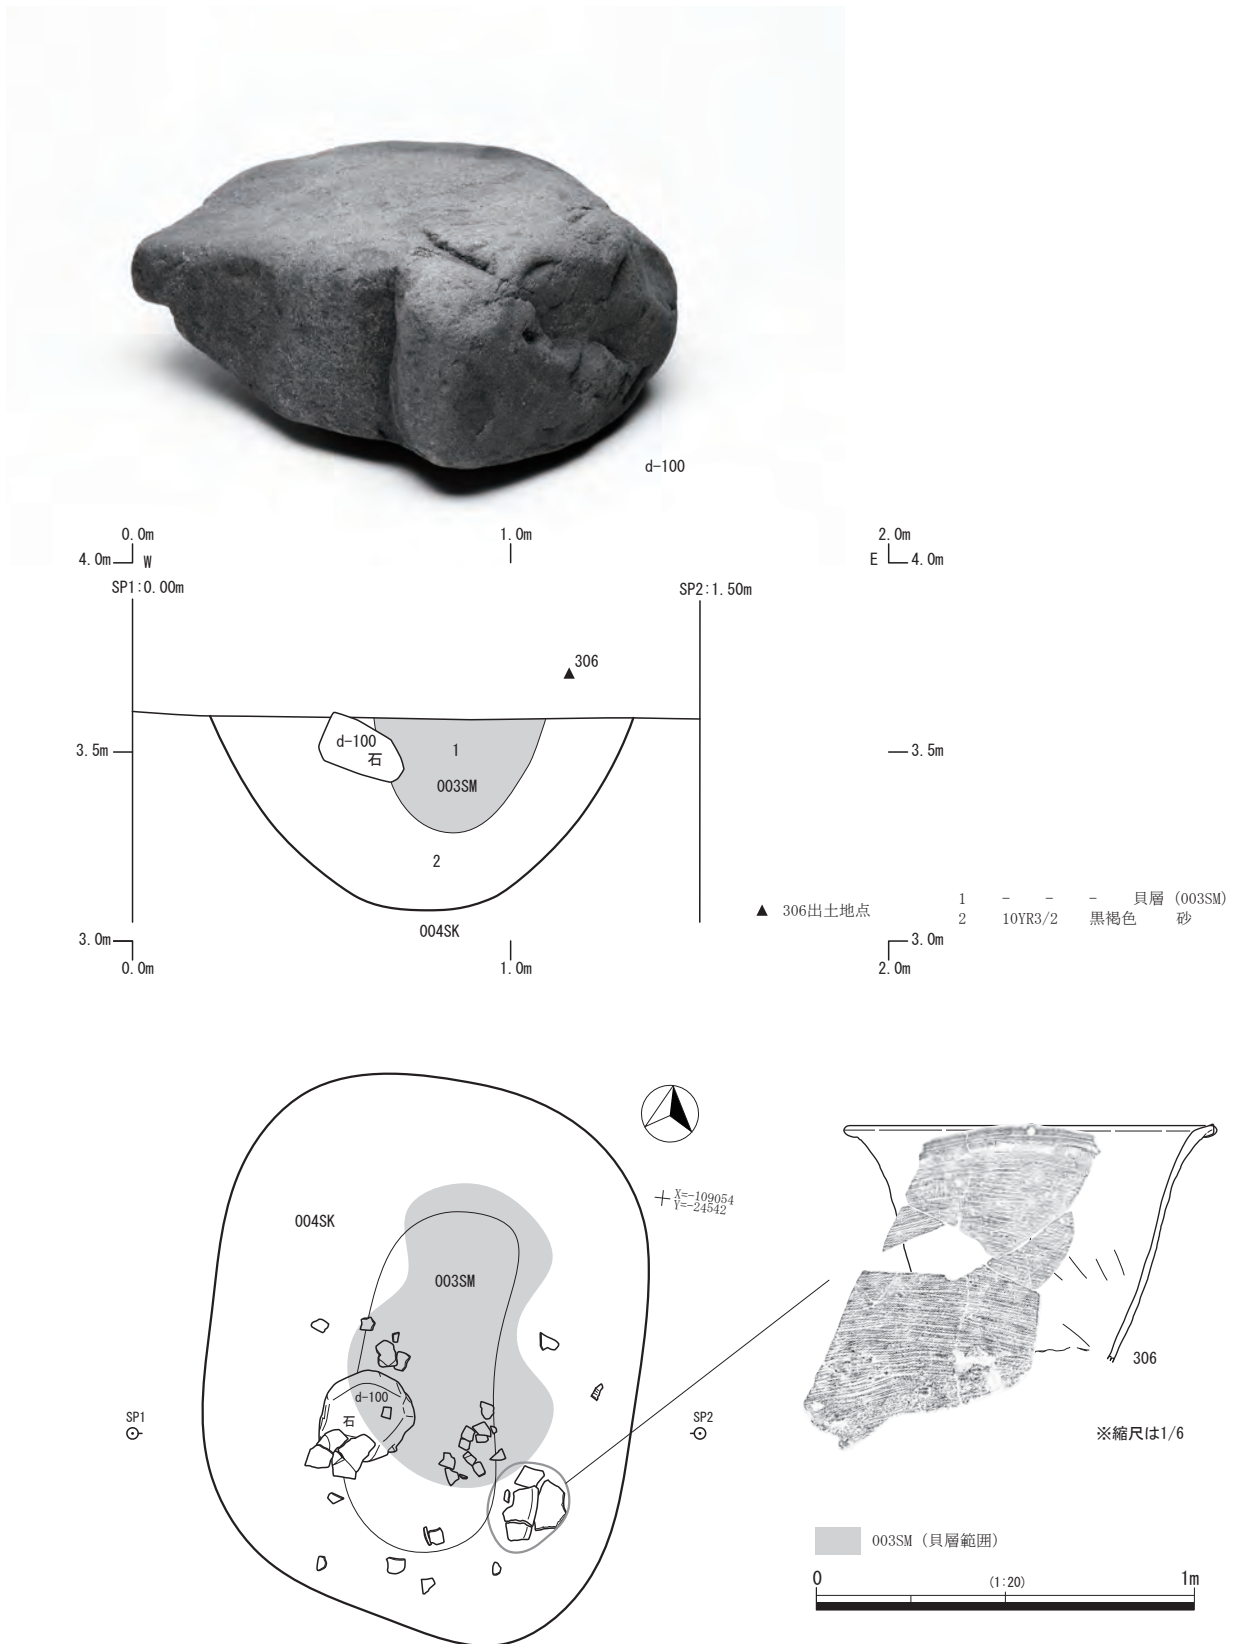 d-100
0.0m
1.0m
2.0m
4.0m
W
E
4.0m
SP1:0.00m
SP2:1.50m
306
d-100
石
1
003SM
3.5m
3.5m
2
004SK
▲ 306出土地点
1 - - - 貝層 (003SM)
2 10YR3/2 黒褐色 砂
3.0m
3.0m
0.0m
1.0m
2.0m
X=-109054
Y=-24542
004SK
003SM
d-100
石
SP1
SP2
306
※縮尺は1/6
003SM (貝層範囲)
0
(1:20)
1m